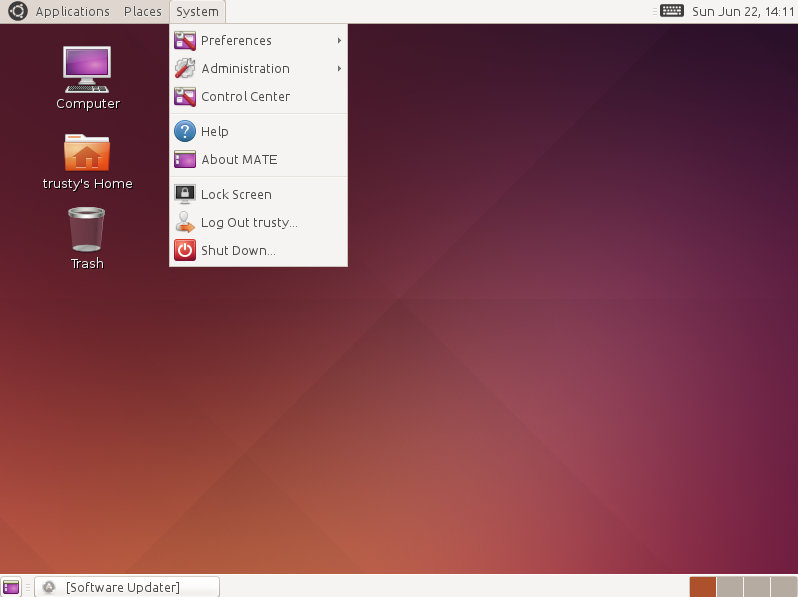 Applications Places System
Sun Jun 22, 14:11
Preferences
Administration
Control Center
Help
About MATE
Lock Screen
Log Out trusty...
Shut Down...
Computer
trusty's Home
Trash
[Software Updater]